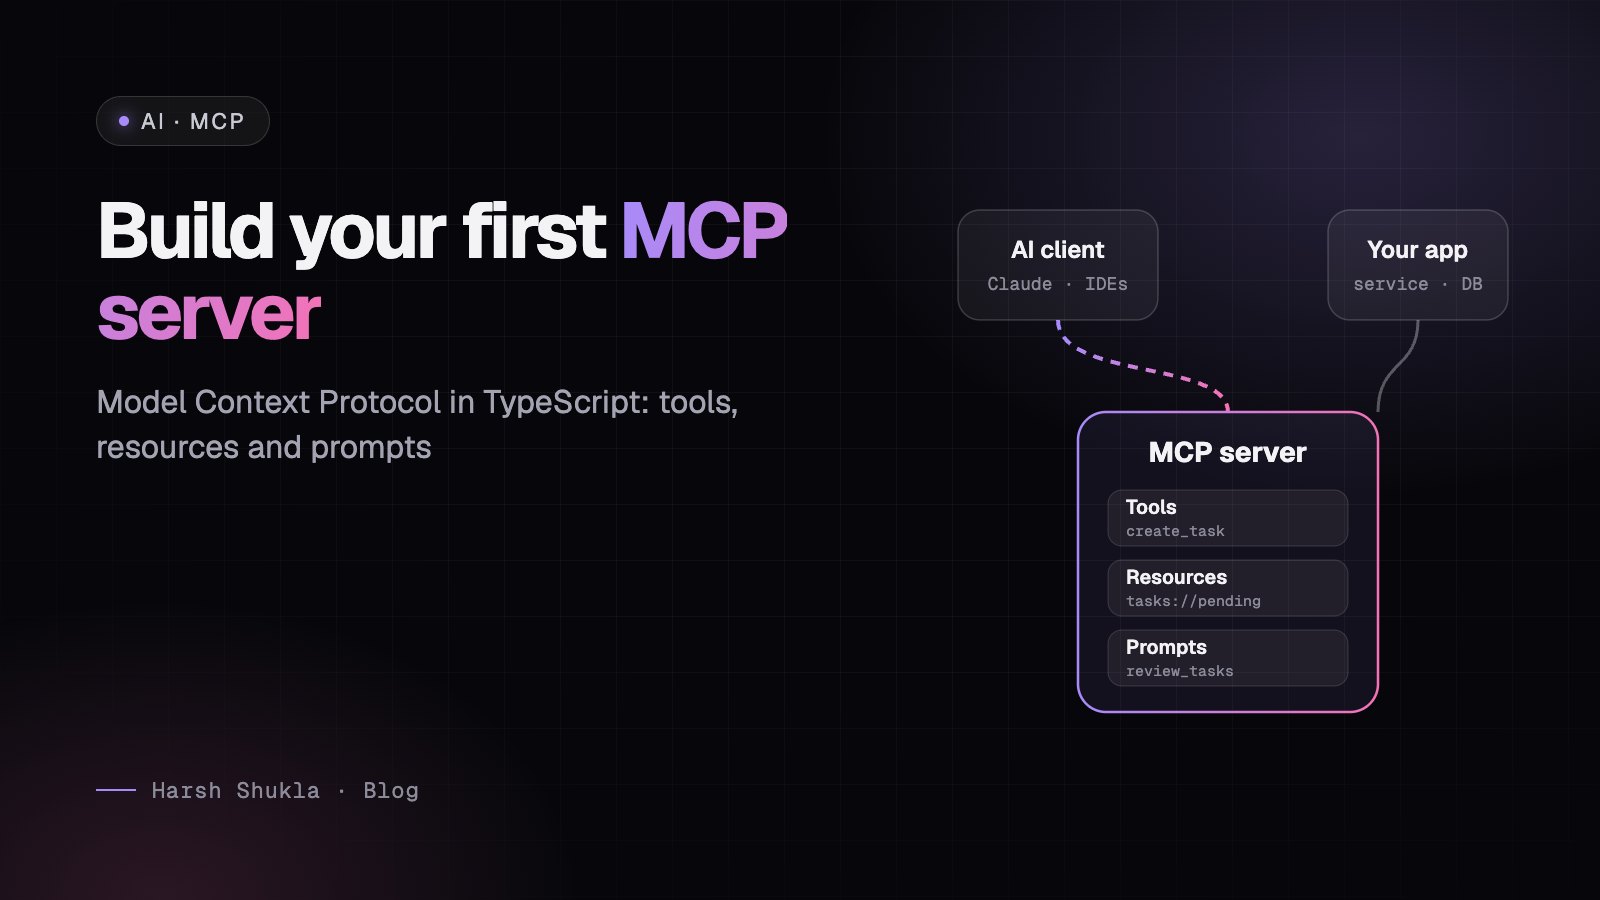 AI · MCP
Build your first MCP
server
Model Context Protocol in TypeScript: tools,
resources and prompts
AI client
Claude · IDEs
Your app
service · DB
MCP server
Tools
create_task
Resources
tasks://pending
Prompts
review_tasks
Harsh Shukla · Blog